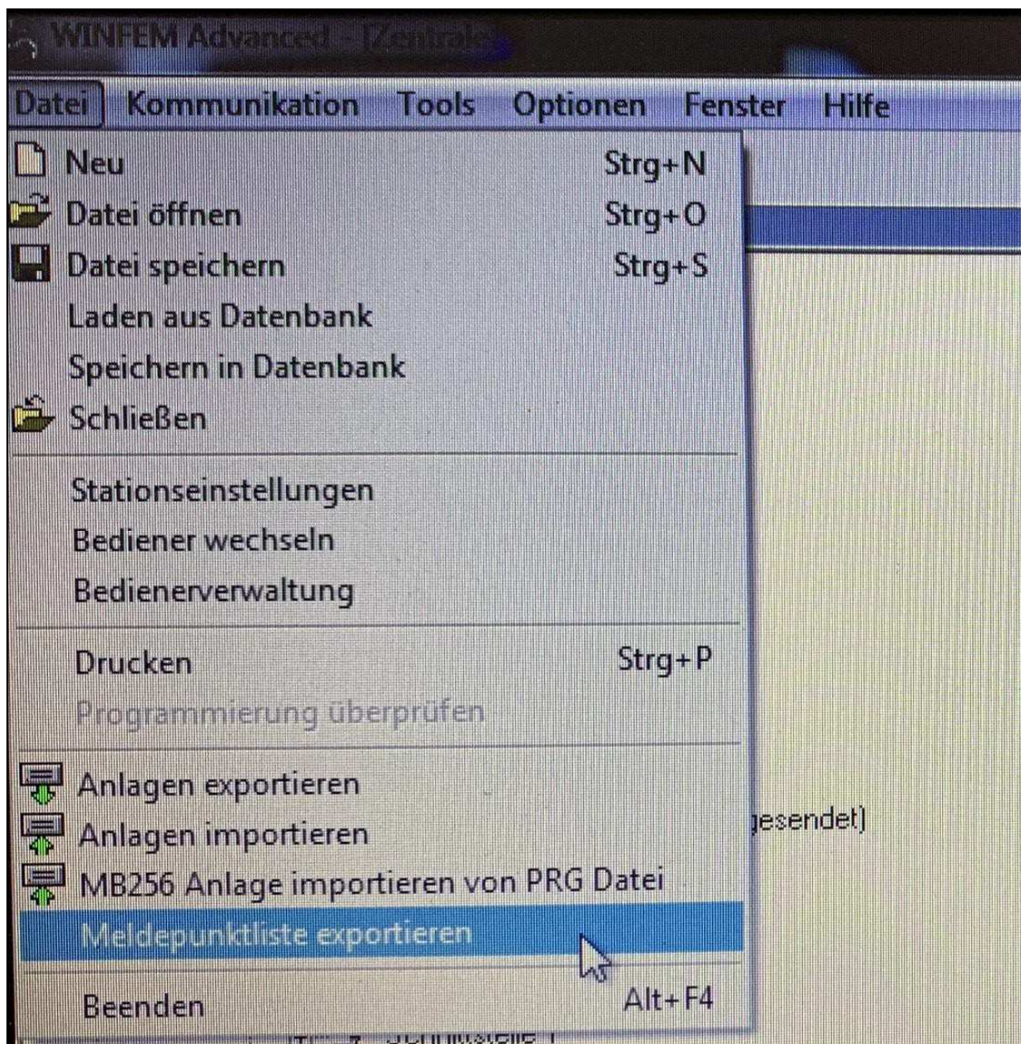 WINFEM Advanced - [Zentrale]
Datei Kommunikation Tools Optionen Fenster Hilfe
Neu Strg+N
Datei öffnen Strg+O
Datei speichern Strg+S
Laden aus Datenbank
Speichern in Datenbank
Schließen
Stationseinstellungen
Bediener wechseln
Bedienerverwaltung
Drucken Strg+P
Programmierung überprüfen
Anlagen exportieren
gesendet)
Anlagen importieren
MB256 Anlage importieren von PRG Datei
Meldepunktliste exportieren
Beenden Alt+F4